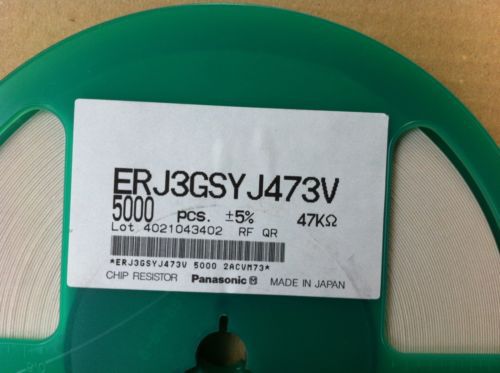 ERJ3GSYJ473V
5000 pcs. ±5% 47KΩ
Lot 4021043402 RF QR
*ERJ3GSYJ473V 5000 2ACVM73*
CHIP RESISTOR Panasonic M MADE IN JAPAN